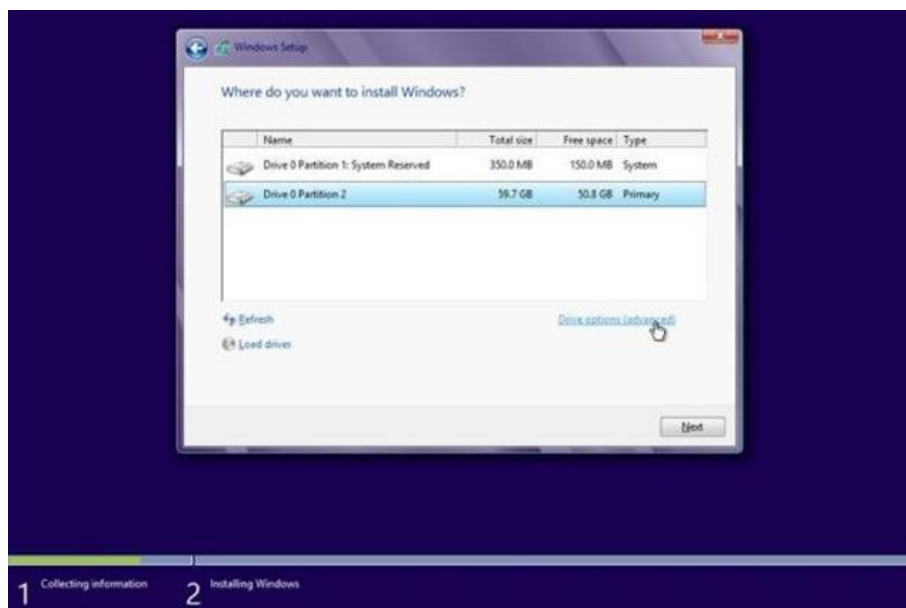 Windows Setup
Where do you want to install Windows?
Name Total size Free space Type
Drive 0 Partition 1: System Reserved 350.0 MB 150.0 MB System
Drive 0 Partition 2 59.7 GB 50.8 GB Primary
Refresh Drive options (advanced)
Load driver
Next
1 Collecting information 2 Installing Windows